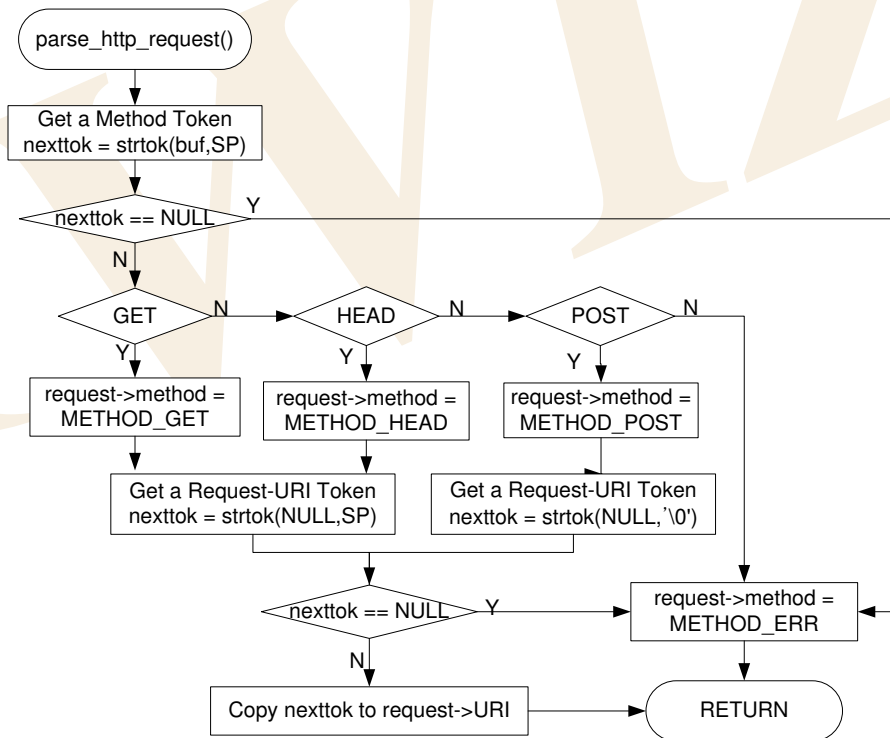 parse_http_request()
Get a Method Token
nexttok = strtok(buf,SP)
nexttok == NULL
Y
N
GET
N
HEAD
N
POST
N
Y
Y
Y
request->method =
METHOD_GET
request->method =
METHOD_HEAD
request->method =
METHOD_POST
Get a Request-URI Token
nexttok = strtok(NULL,SP)
Get a Request-URI Token
nexttok = strtok(NULL,'\0')
nexttok == NULL
Y
request->method =
METHOD_ERR
N
Copy nexttok to request->URI
RETURN